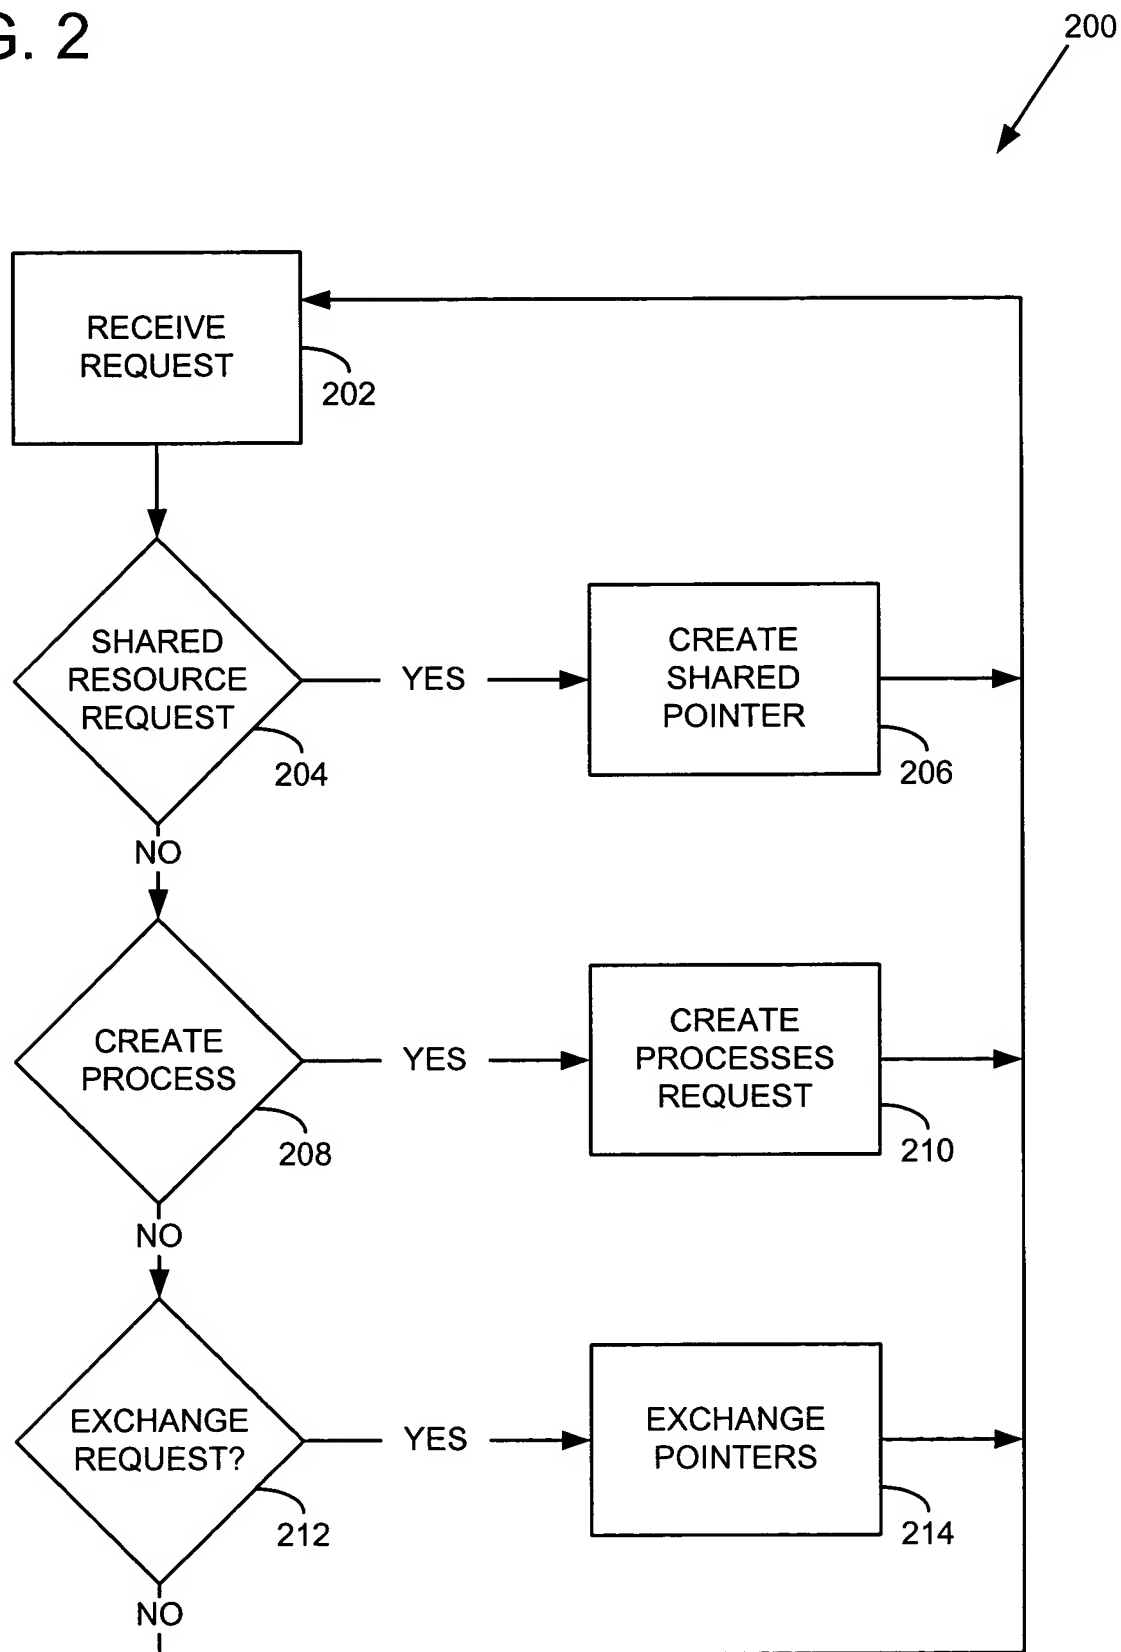 G. 2
200
RECEIVE
REQUEST
202
SHARED
RESOURCE
REQUEST
204
YES
CREATE
SHARED
POINTER
206
NO
CREATE
PROCESS
208
YES
CREATE
PROCESSES
REQUEST
210
NO
EXCHANGE
REQUEST?
212
YES
EXCHANGE
POINTERS
214
NO